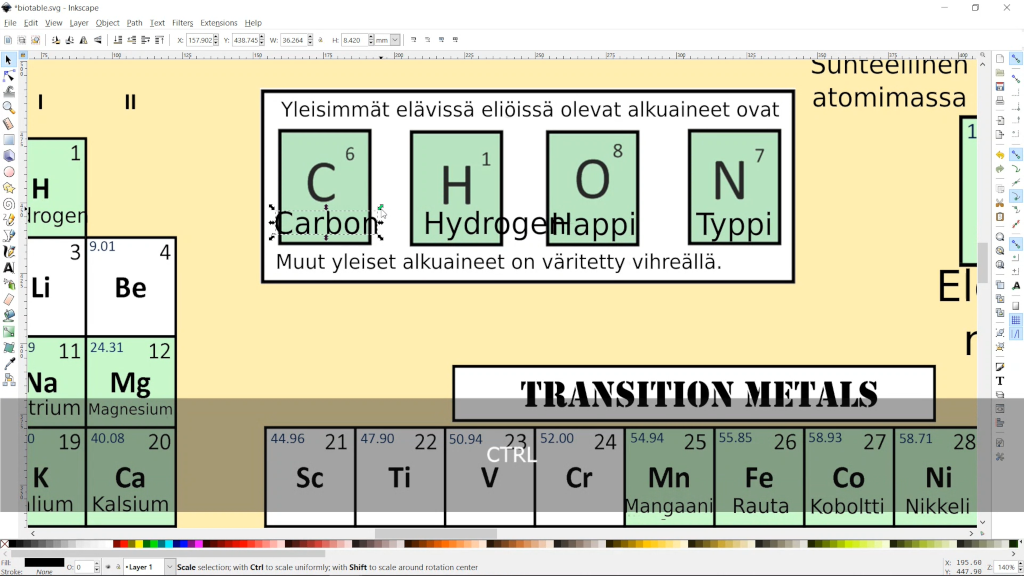 *biotable.svg - Inkscape
File Edit View Layer Object Path Text Filters Extensions Help
X: 157.902 Y: 438.745 W: 36.264 H: 8.420 mm
I II
Yleisimmät elävissä eliöissä olevat alkuaineet ovat
C 6 H 1 O 8 N 7
Carbon Hydrogen Happi Typpi
Muut yleiset alkuaineet on väritetty vihreällä.
Suhteellinen
atomimassa
1
H
drogen
3 9.01 4
Li Be
9 11 24.31 12
Na Mg
trium Magnesium
TRANSITION METALS
0 19 40.08 20 44.96 21 47.90 22 50.94 23 52.00 24 54.94 25 55.85 26 58.93 27 58.71 28
K Ca Sc Ti V Cr Mn Fe Co Ni
lium Kalsium Mangaani Rauta Koboltti Nikkeli
CTRL
Fill:
Stroke: None O: 0 •Layer 1 Scale selection; with Ctrl to scale uniformly; with Shift to scale around rotation center X: 195.60 Y: 447.90 Z: 140%